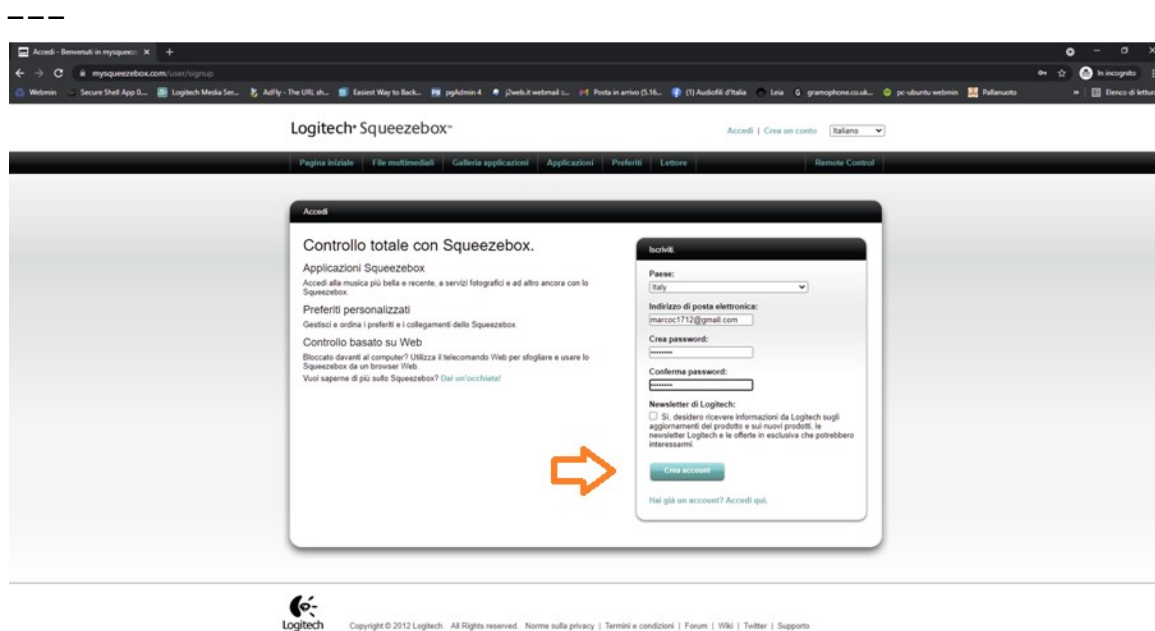 ___
Accedi - Benvenuti in mysqueez
mysqueezebox.com/user/signup
In incognito
Webmin Secure Shell App (I... Logitech Media Ser... AdFly - The URL sh... Easiest Way to Back... pgAdmin 4 j2web.it webmail ::... Posta in arrivo (5.16... (1) Audiofili d'Italia Leia gramophone.co.uk... pc-ubuntu webmin Pallanuoto » Elenco di lettura
Logitech® Squeezebox™
Accedi | Crea un conto Italiano
Pagina iniziale File multimediali Galleria applicazioni Applicazioni Preferiti Lettore Remote Control
Accedi
Controllo totale con Squeezebox.
Applicazioni Squeezebox
Accedi alla musica più bella e recente, a servizi fotografici e ad altro ancora con lo
Squeezebox.
Preferiti personalizzati
Gestisci e ordina i preferiti e i collegamenti dello Squeezebox.
Controllo basato su Web
Bloccato davanti al computer? Utilizza il telecomando Web per sfogliare e usare lo
Squeezebox da un browser Web.
Vuoi saperne di più sullo Squeezebox? Dai un'occhiata!
Iscriviti.
Paese:
Italy
Indirizzo di posta elettronica:
marcoc1712@gmail.com
Crea password:
••••••••
Conferma password:
••••••••
Newsletter di Logitech:
Sì, desidero ricevere informazioni da Logitech sugli
aggiornamenti del prodotto e sui nuovi prodotti, le
newsletter Logitech e le offerte in esclusiva che potrebbero
interessarmi.
Crea account
Hai già un account? Accedi qui.
Logitech
Copyright © 2012 Logitech. All Rights reserved. Norme sulla privacy | Termini e condizioni | Forum | Wiki | Twitter | Supporto